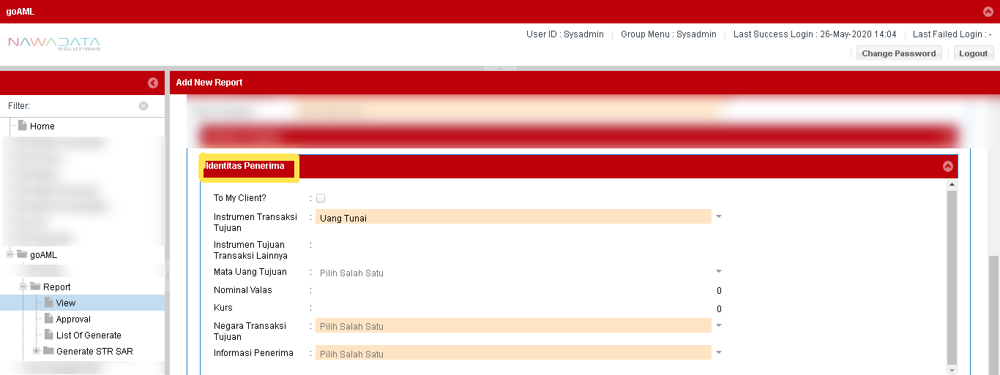 goAML
NAWADATA
SOLUTIONS
User ID : Sysadmin
Group Menu : Sysadmin
Last Success Login : 26-May-2020 14:04
Last Failed Login : -
Change Password
Logout
Add New Report
Filter:
Home
goAML
Report
View
Approval
List Of Generate
Generate STR SAR
Identitas Penerima
To My Client? :
Instrumen Transaksi : Uang Tunai
Tujuan
Instrumen Tujuan :
Transaksi Lainnya
Mata Uang Tujuan : Pilih Salah Satu
Nominal Valas : 0
Kurs : 0
Negara Transaksi : Pilih Salah Satu
Tujuan
Informasi Penerima : Pilih Salah Satu